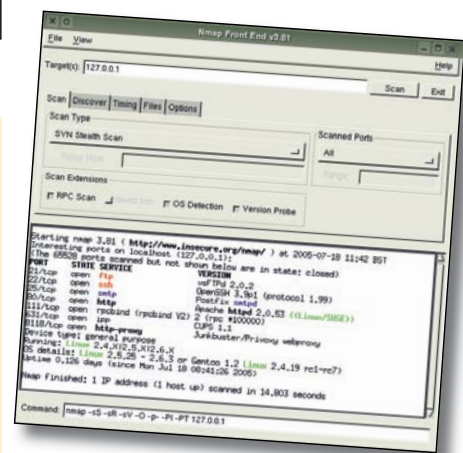 Nmap Front End v3.81
File View Help
Target(s): 127.0.0.1
Scan Exit
Scan Discover Timing Files Options
Scan Type
SYN Stealth Scan
Scanned Ports
All
Range:
Scan Extensions
RPC Scan OS Detection Version Probe
Starting nmap 3.81 ( http://www.insecure.org/nmap/ ) at 2005-07-18 11:42 BST
Interesting ports on localhost (127.0.0.1):
(The 65528 ports scanned but not shown below are in state: closed)
PORT STATE SERVICE VERSION
21/tcp open ftp vsFTPd 2.0.2
22/tcp open ssh OpenSSH 3.9p1 (protocol 1.99)
25/tcp open smtp Postfix smtpd
80/tcp open http Apache httpd 2.0.53 ((Linux/SUSE))
111/tcp open rpcbind (rpcbind V2) 2 (rpc #100000)
631/tcp open ipp CUPS 1.1
8118/tcp open http-proxy Junkbuster/Privoxy webproxy
Device type: general purpose
Running: Linux 2.4.X|2.5.X|2.6.X
OS details: Linux 2.5.25 - 2.6.3 or Gentoo 1.2 Linux 2.4.19 rc1-rc7)
Uptime 0.126 days (since Mon Jul 18 08:41:26 2005)
Nmap finished: 1 IP address (1 host up) scanned in 14.803 seconds
Command: nmap -sS -sR -sV -O -p- -PI -PT 127.0.0.1